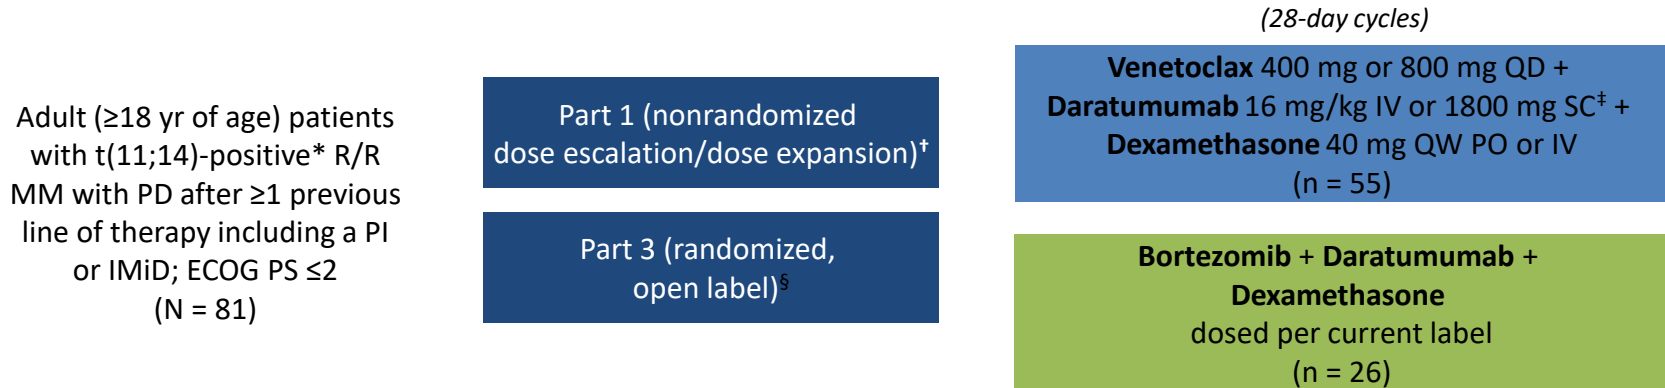 Adult (≥18 yr of age) patients
with t(11;14)-positive* R/R
MM with PD after ≥1 previous
line of therapy including a PI
or IMiD; ECOG PS ≤2
(N = 81)
Part 1 (nonrandomized
dose escalation/dose expansion)†
Part 3 (randomized,
open label)§
(28-day cycles)
Venetoclax 400 mg or 800 mg QD +
Daratumumab 16 mg/kg IV or 1800 mg SC‡ +
Dexamethasone 40 mg QW PO or IV
(n = 55)
Bortezomib + Daratumumab +
Dexamethasone
dosed per current label
(n = 26)